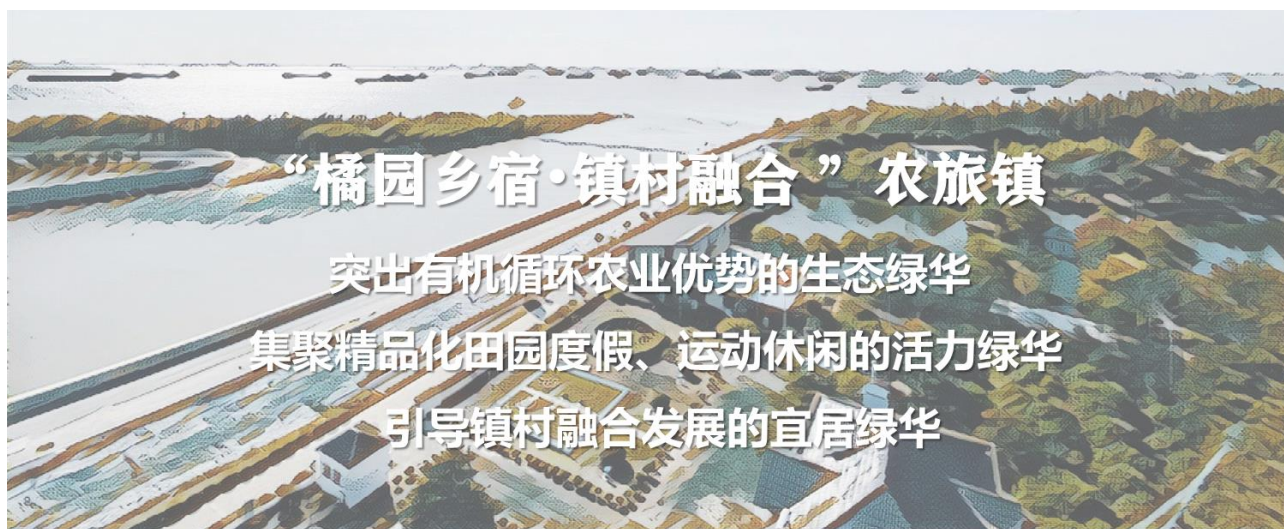 “橘园乡宿·镇村融合 ”农旅镇
突出有机循环农业优势的生态绿华
集聚精品化田园度假、运动休闲的活力绿华
引导镇村融合发展的宜居绿华